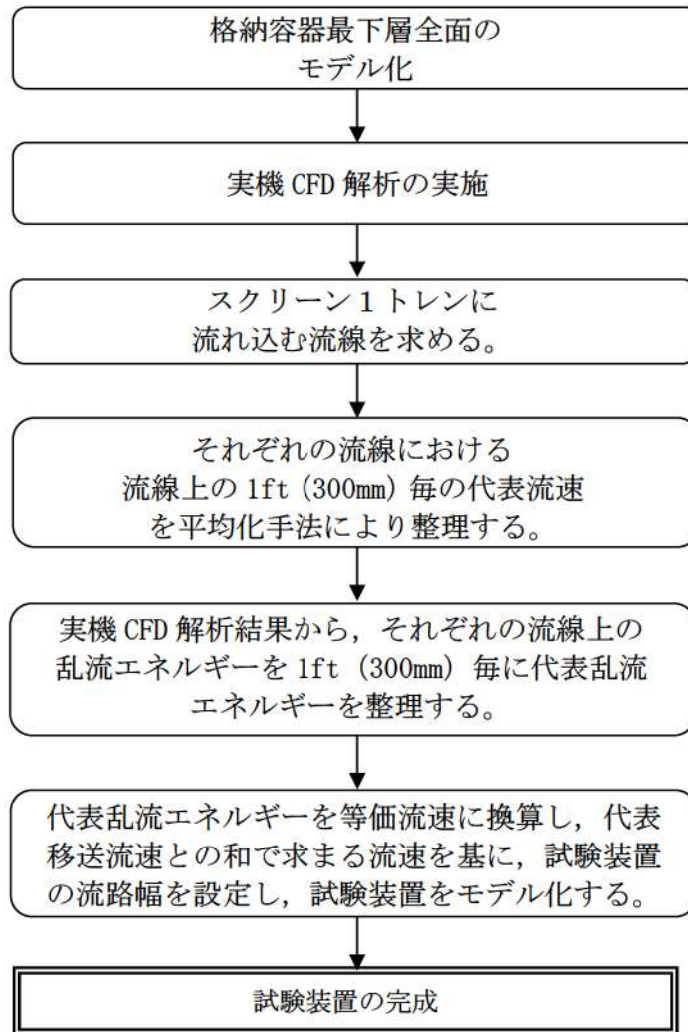 格納容器最下層全面の
モデル化
実機 CFD 解析の実施
スクリーン1トレンに
流れ込む流線を求める。
それぞれの流線における
流線上の 1ft (300mm) 毎の代表流速
を平均化手法により整理する。
実機 CFD 解析結果から，それぞれの流線上の
乱流エネルギーを 1ft (300mm) 毎に代表乱流
エネルギーを整理する。
代表乱流エネルギーを等価流速に換算し，代表
移送流速との和で求まる流速を基に，試験装置
の流路幅を設定し，試験装置をモデル化する。
試験装置の完成